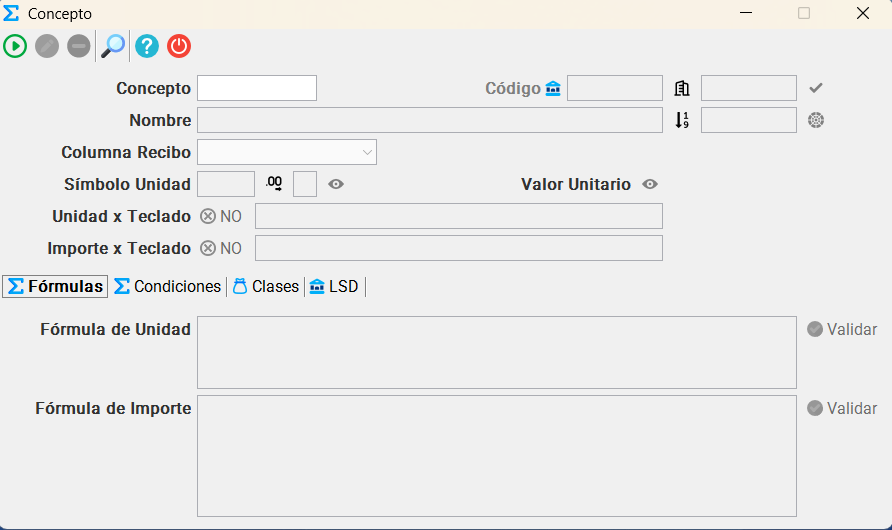 Concepto
Concepto Código
Nombre
Columna Recibo
Símbolo Unidad .00 Valor Unitario
Unidad x Teclado NO
Importe x Teclado NO
Fórmulas Condiciones Clases LSD
Fórmula de Unidad Validar
Fórmula de Importe Validar